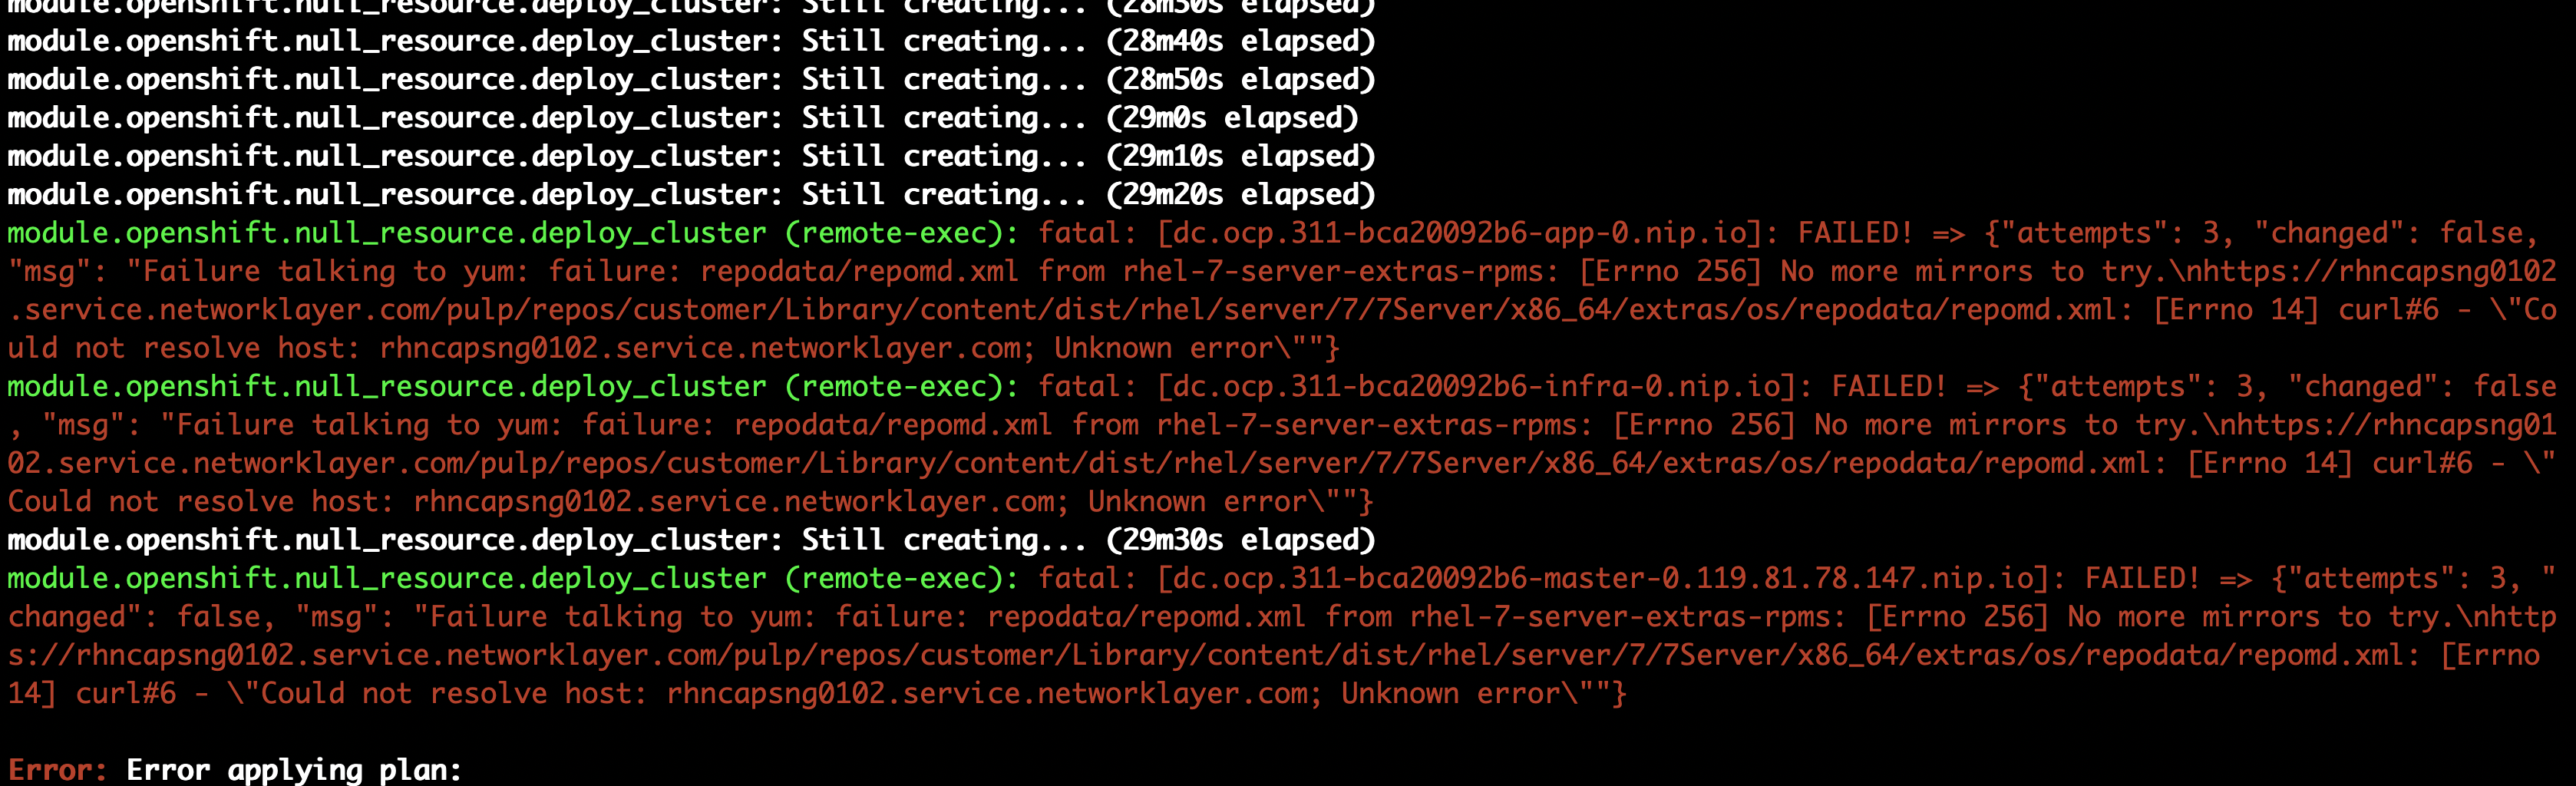 module.openshift.null_resource.deploy_cluster: Still creating... (28m30s elapsed)
module.openshift.null_resource.deploy_cluster: Still creating... (28m40s elapsed)
module.openshift.null_resource.deploy_cluster: Still creating... (28m50s elapsed)
module.openshift.null_resource.deploy_cluster: Still creating... (29m0s elapsed)
module.openshift.null_resource.deploy_cluster: Still creating... (29m10s elapsed)
module.openshift.null_resource.deploy_cluster: Still creating... (29m20s elapsed)
module.openshift.null_resource.deploy_cluster (remote-exec): fatal: [dc.ocp.311-bca20092b6-app-0.nip.io]: FAILED! => {"attempts": 3, "changed": false,
"msg": "Failure talking to yum: failure: repodata/repomd.xml from rhel-7-server-extras-rpms: [Errno 256] No more mirrors to try.\nhttps://rhncapsng0102
.service.networklayer.com/pulp/repos/customer/Library/content/dist/rhel/server/7/7Server/x86_64/extras/os/repodata/repomd.xml: [Errno 14] curl#6 - \"Co
uld not resolve host: rhncapsng0102.service.networklayer.com; Unknown error\""}
module.openshift.null_resource.deploy_cluster (remote-exec): fatal: [dc.ocp.311-bca20092b6-infra-0.nip.io]: FAILED! => {"attempts": 3, "changed": false
, "msg": "Failure talking to yum: failure: repodata/repomd.xml from rhel-7-server-extras-rpms: [Errno 256] No more mirrors to try.\nhttps://rhncapsng01
02.service.networklayer.com/pulp/repos/customer/Library/content/dist/rhel/server/7/7Server/x86_64/extras/os/repodata/repomd.xml: [Errno 14] curl#6 - \"
Could not resolve host: rhncapsng0102.service.networklayer.com; Unknown error\""}
module.openshift.null_resource.deploy_cluster: Still creating... (29m30s elapsed)
module.openshift.null_resource.deploy_cluster (remote-exec): fatal: [dc.ocp.311-bca20092b6-master-0.119.81.78.147.nip.io]: FAILED! => {"attempts": 3, "
changed": false, "msg": "Failure talking to yum: failure: repodata/repomd.xml from rhel-7-server-extras-rpms: [Errno 256] No more mirrors to try.\nhttp
s://rhncapsng0102.service.networklayer.com/pulp/repos/customer/Library/content/dist/rhel/server/7/7Server/x86_64/extras/os/repodata/repomd.xml: [Errno
14] curl#6 - \"Could not resolve host: rhncapsng0102.service.networklayer.com; Unknown error\""}
Error: Error applying plan: